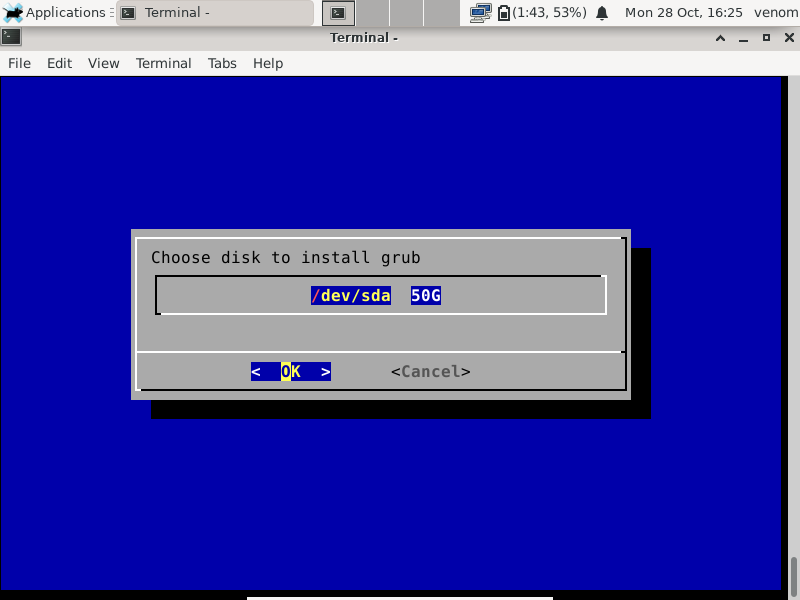 Applications Terminal - (1:43, 53%) Mon 28 Oct, 16:25 venom
Terminal -
File Edit View Terminal Tabs Help
Choose disk to install grub
/dev/sda 50G
< OK > <Cancel>